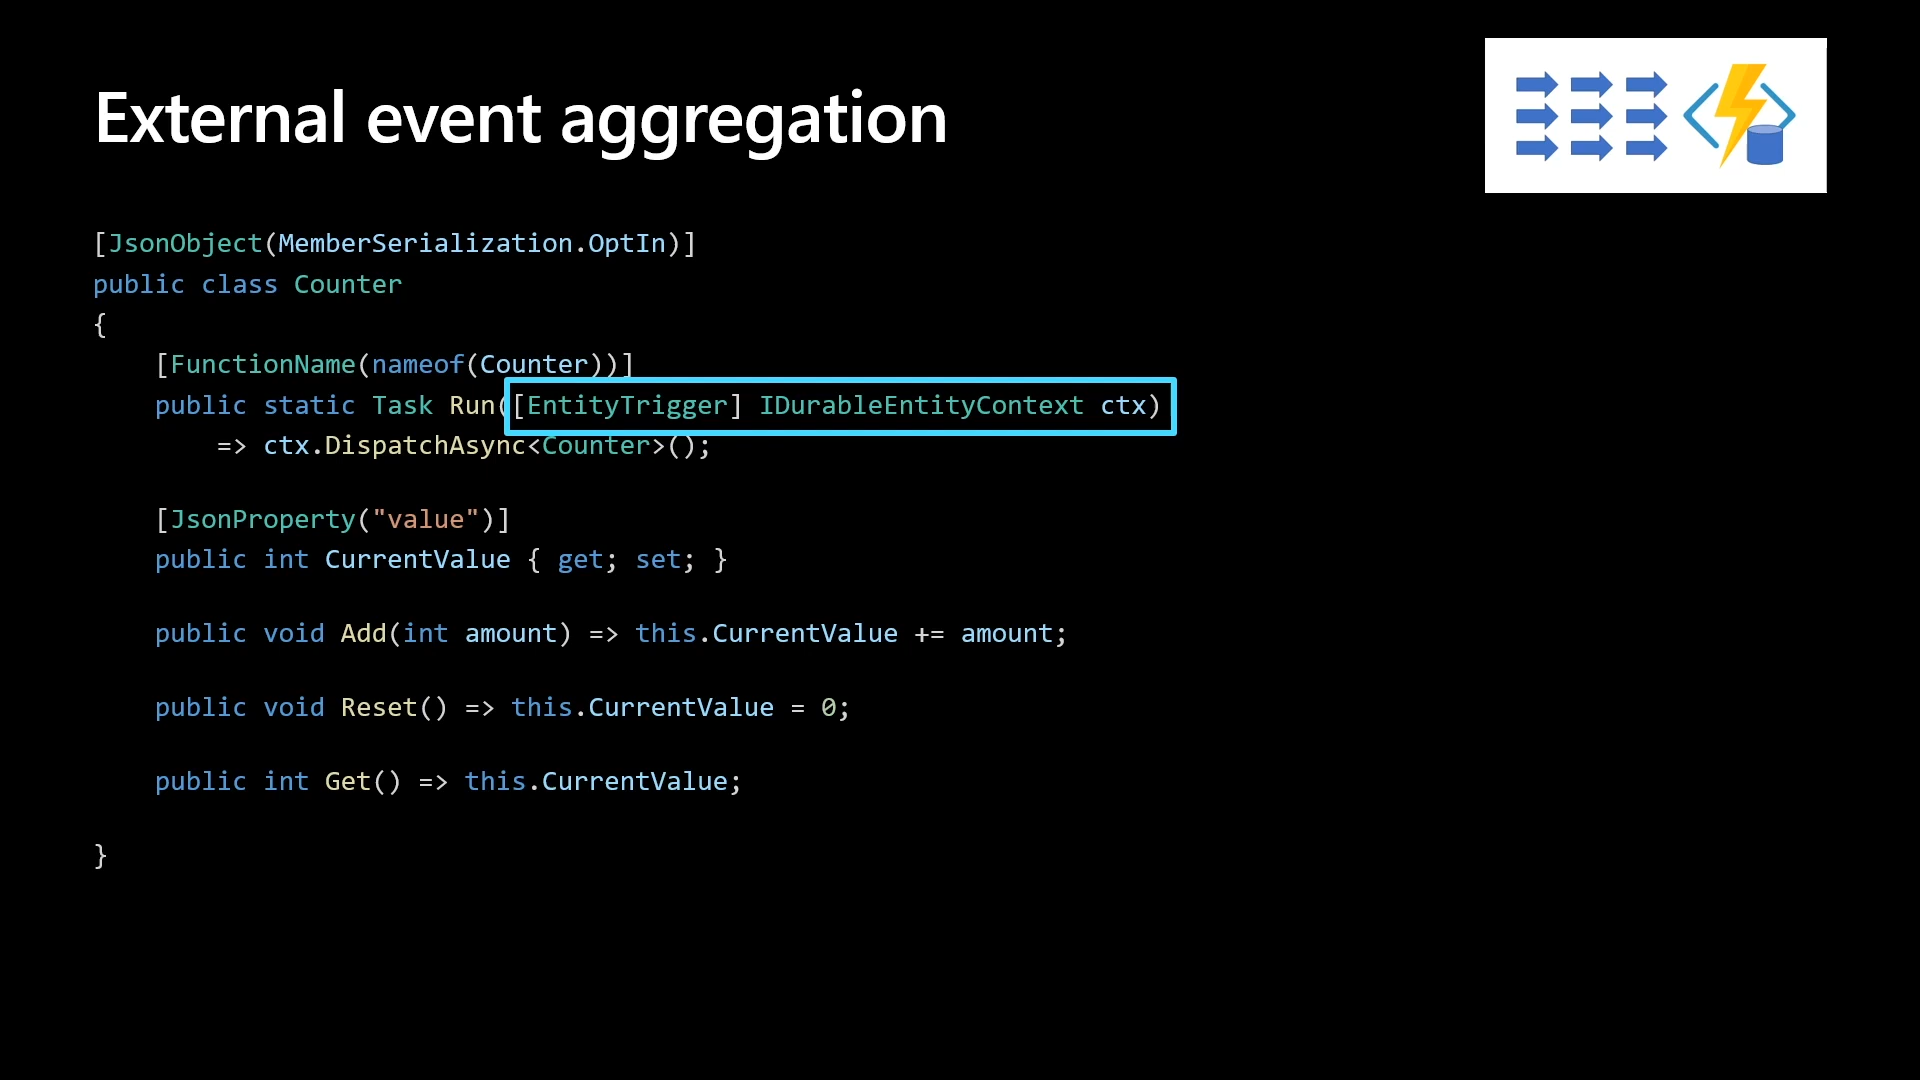 External event aggregation
[JsonObject(MemberSerialization.OptIn)]
public class Counter
{
    [FunctionName(nameof(Counter))]
    public static Task Run([EntityTrigger] IDurableEntityContext ctx)
        => ctx.DispatchAsync<Counter>();
    [JsonProperty("value")]
    public int CurrentValue { get; set; }
    public void Add(int amount) => this.CurrentValue += amount;
    public void Reset() => this.CurrentValue = 0;
    public int Get() => this.CurrentValue;
}